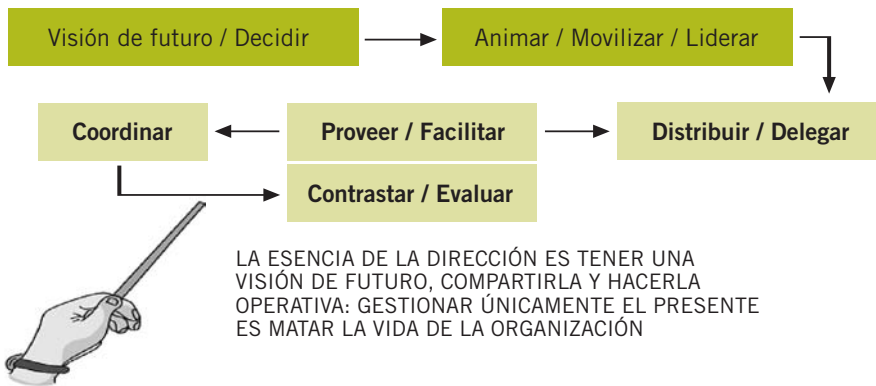 Visión de futuro / Decidir
Animar / Movilizar / Liderar
Coordinar
Proveer / Facilitar
Distribuir / Delegar
Contrastar / Evaluar
LA ESENCIA DE LA DIRECCIÓN ES TENER UNA
VISIÓN DE FUTURO, COMPARTIRLA Y HACERLA
OPERATIVA: GESTIONAR ÚNICAMENTE EL PRESENTE
ES MATAR LA VIDA DE LA ORGANIZACIÓN